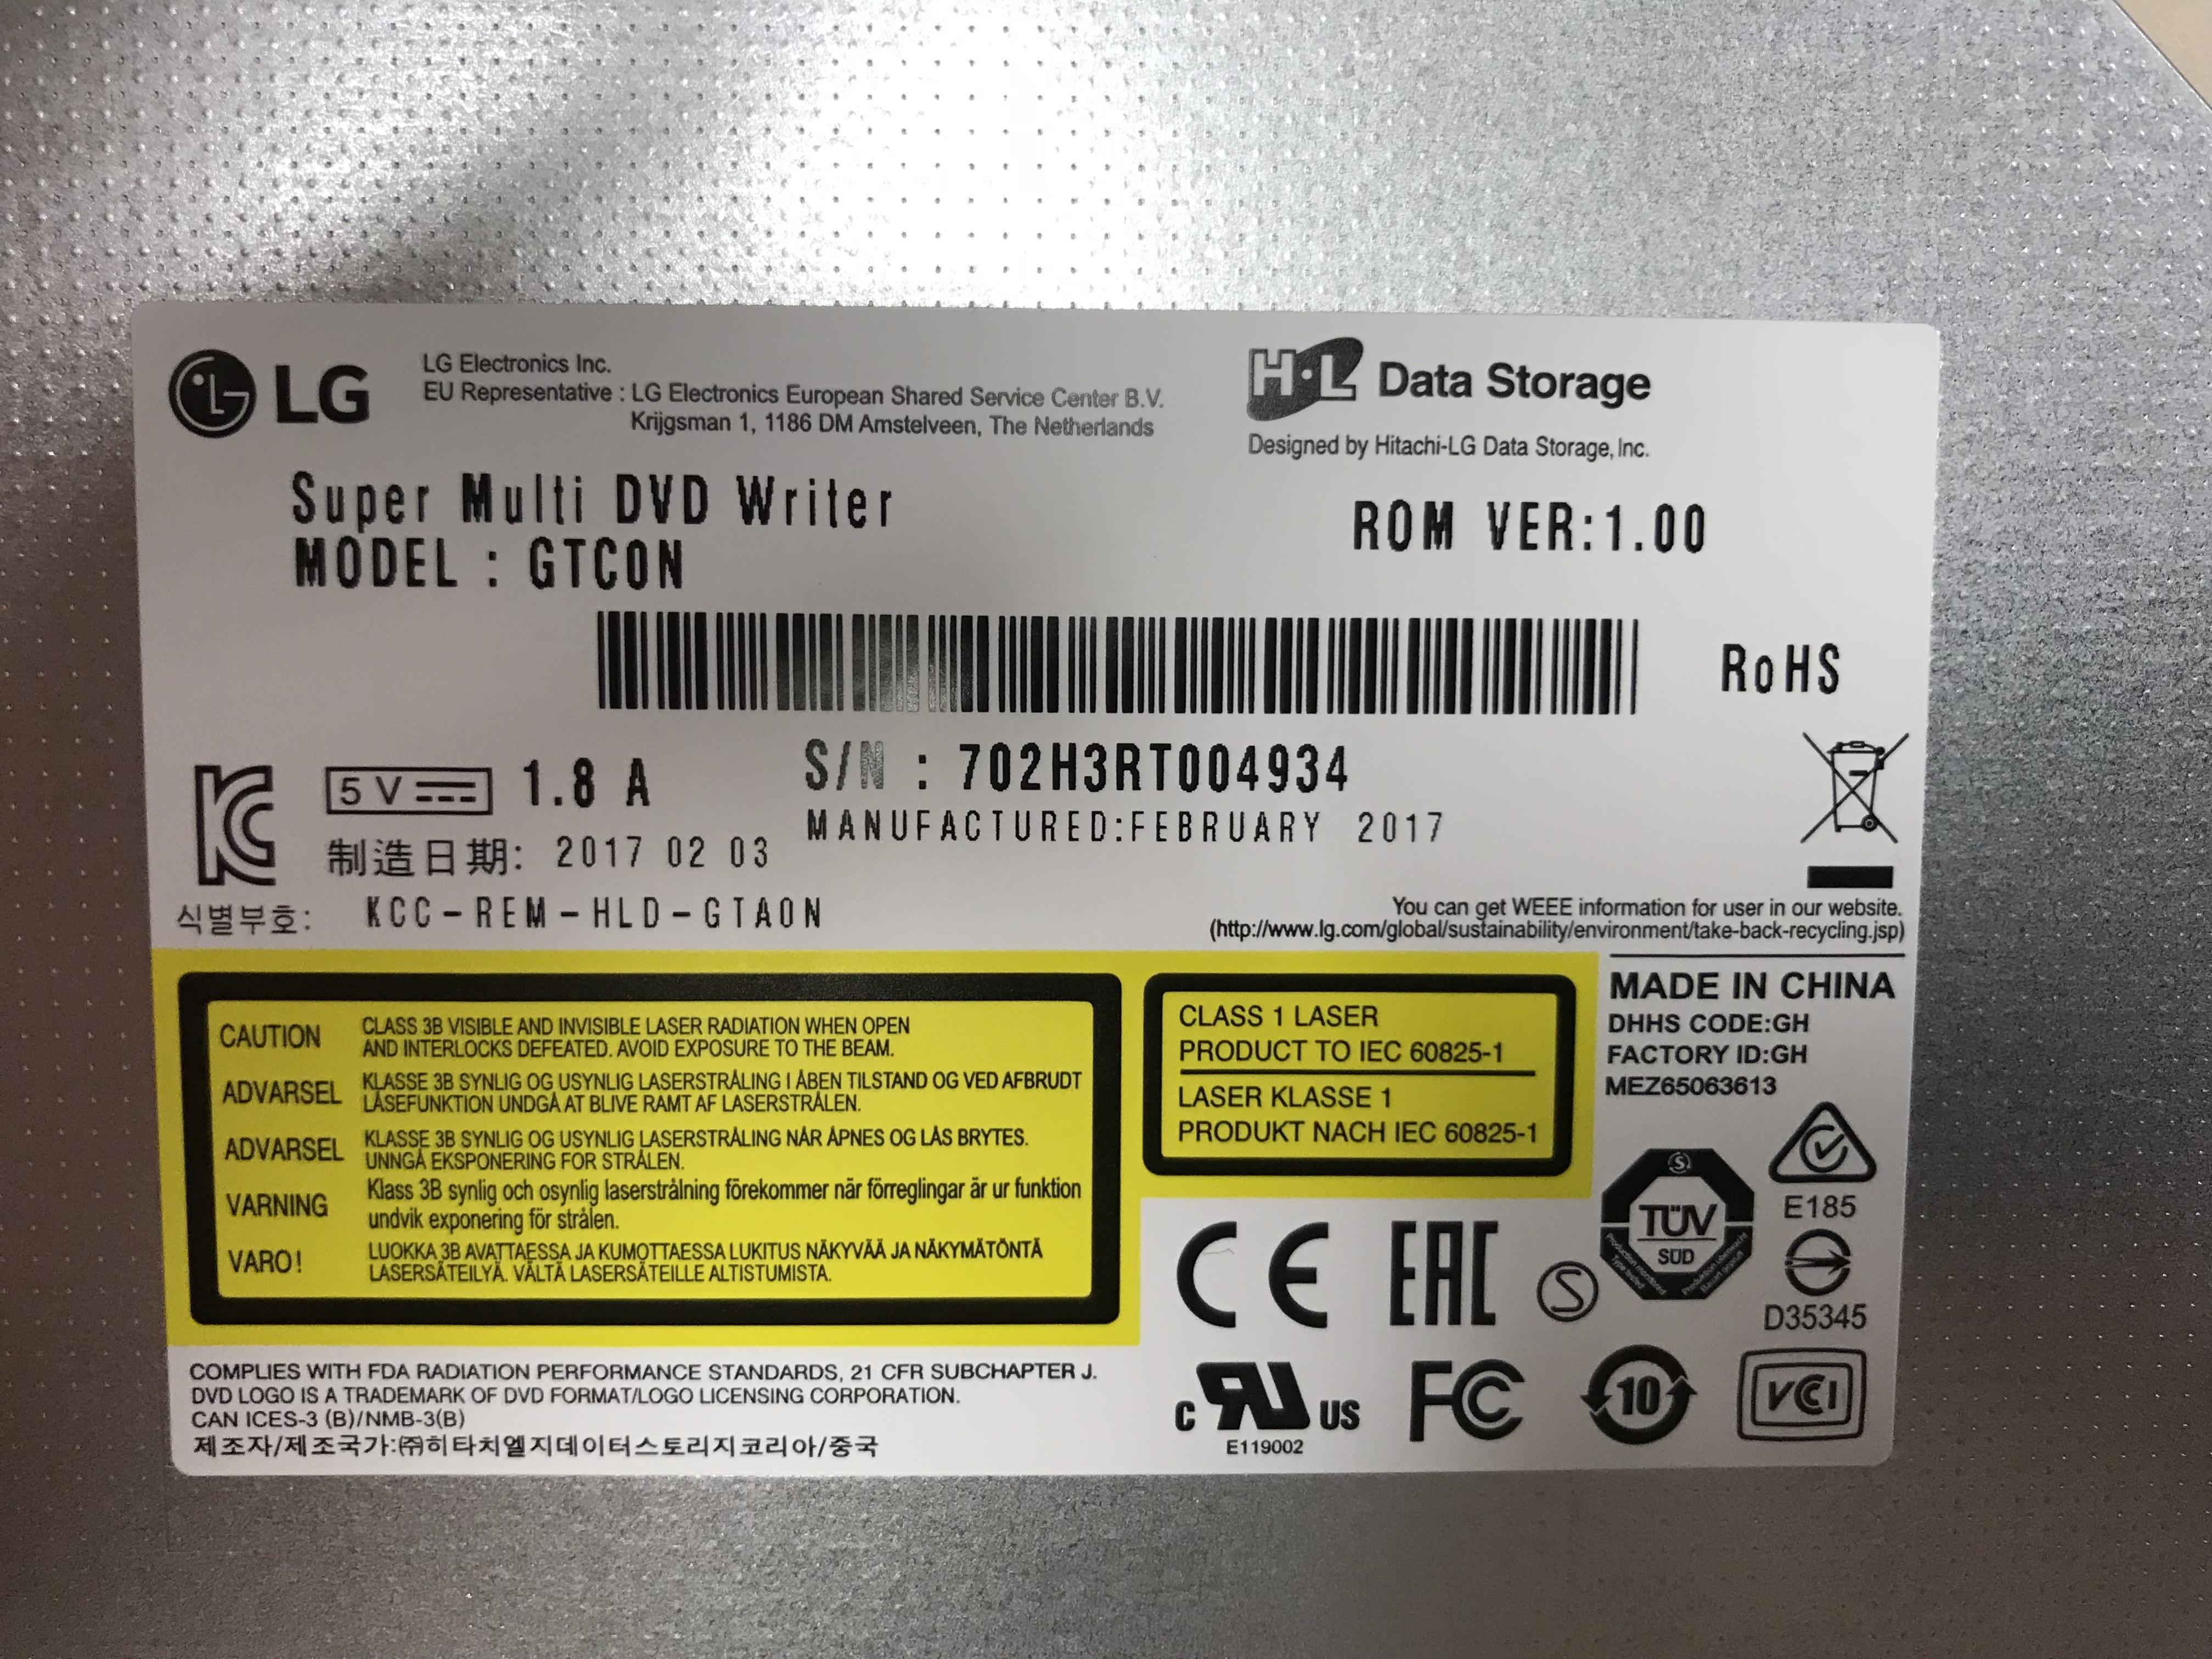 LG
LG Electronics Inc.
EU Representative : LG Electronics European Shared Service Center B.V.
Krijgsman 1, 1186 DM Amstelveen, The Netherlands
H·L Data Storage
Designed by Hitachi-LG Data Storage, Inc.
Super Multi DVD Writer
MODEL : GTC0N
ROM VER:1.00
RoHS
5 V 1.8 A
S/N : 702H3RT004934
MANUFACTURED:FEBRUARY 2017
制造日期: 2017 02 03
식별부호: KCC-REM-HLD-GTA0N
You can get WEEE information for user in our website.
(http://www.lg.com/global/sustainability/environment/take-back-recycling.jsp)
CAUTION CLASS 3B VISIBLE AND INVISIBLE LASER RADIATION WHEN OPEN
AND INTERLOCKS DEFEATED. AVOID EXPOSURE TO THE BEAM.
ADVARSEL KLASSE 3B SYNLIG OG USYNLIG LASERSTRÅLING I ÅBEN TILSTAND OG VED AFBRUDT
LÅSEFUNKTION UNDGÅ AT BLIVE RAMT AF LASERSTRÅLEN.
ADVARSEL KLASSE 3B SYNLIG OG USYNLIG LASERSTRÅLING NÅR ÅPNES OG LÅS BRYTES.
UNNGÅ EKSPONERING FOR STRÅLEN.
VARNING Klass 3B synlig och osynlig laserstrålning förekommer när förreglingar är ur funktion
undvik exponering för strålen.
VARO! LUOKKA 3B AVATTAESSA JA KUMOTTAESSA LUKITUS NÄKYVÄÄ JA NÄKYMÄTÖNTÄ
LASERSÄTEILYÄ. VÄLTÄ LASERSÄTEILLE ALTISTUMISTA.
CLASS 1 LASER
PRODUCT TO IEC 60825-1
LASER KLASSE 1
PRODUKT NACH IEC 60825-1
MADE IN CHINA
DHHS CODE:GH
FACTORY ID:GH
MEZ65063613
E185
TÜV
SÜD
D35345
CE EAC S
COMPLIES WITH FDA RADIATION PERFORMANCE STANDARDS, 21 CFR SUBCHAPTER J.
DVD LOGO IS A TRADEMARK OF DVD FORMAT/LOGO LICENSING CORPORATION.
CAN ICES-3 (B)/NMB-3(B)
제조자/제조국가:㈜히타치엘지데이터스토리지코리아/중국
c RU US
E119002
FC
10
VCI